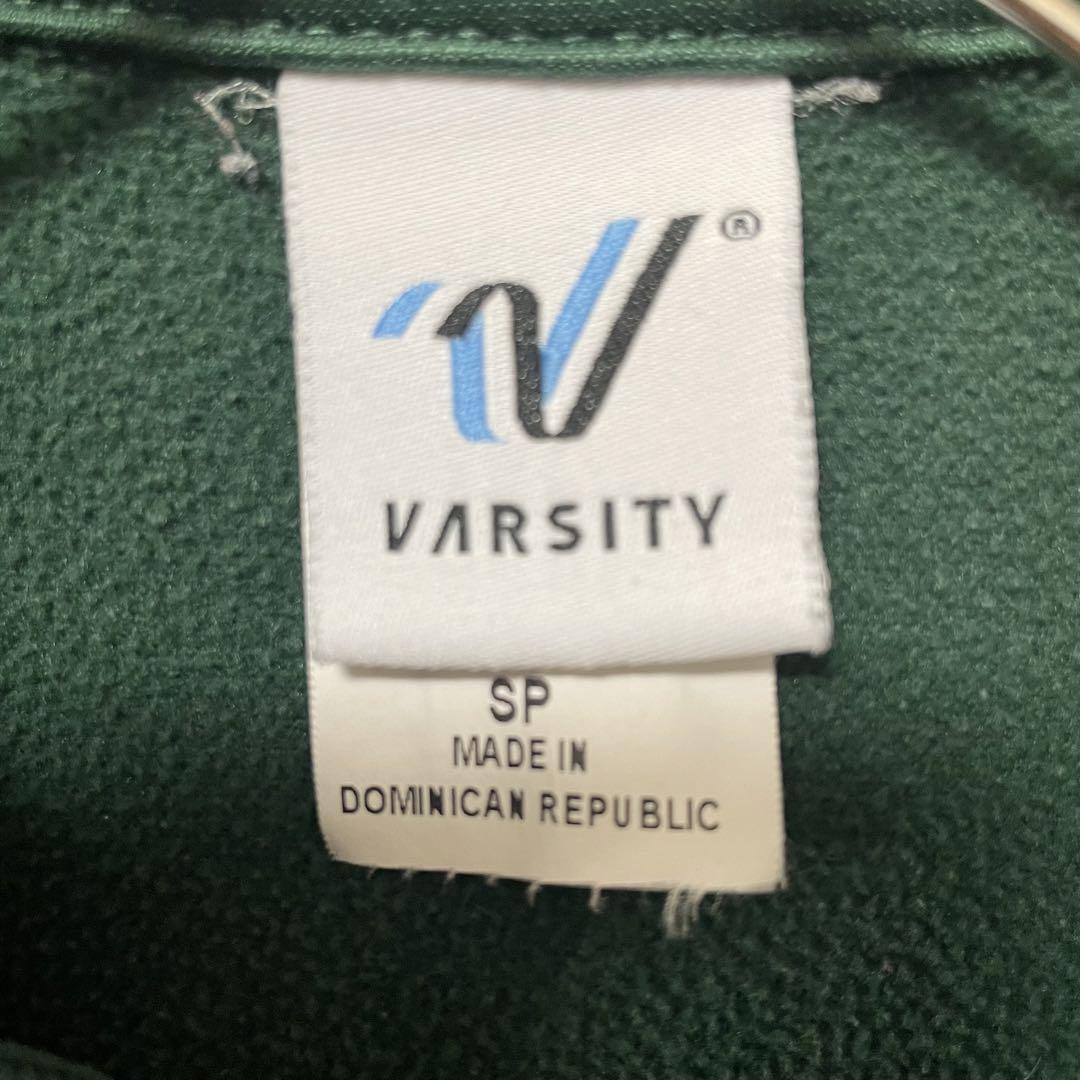 ®
VARSITY
SP
MADE IN
DOMINICAN REPUBLIC